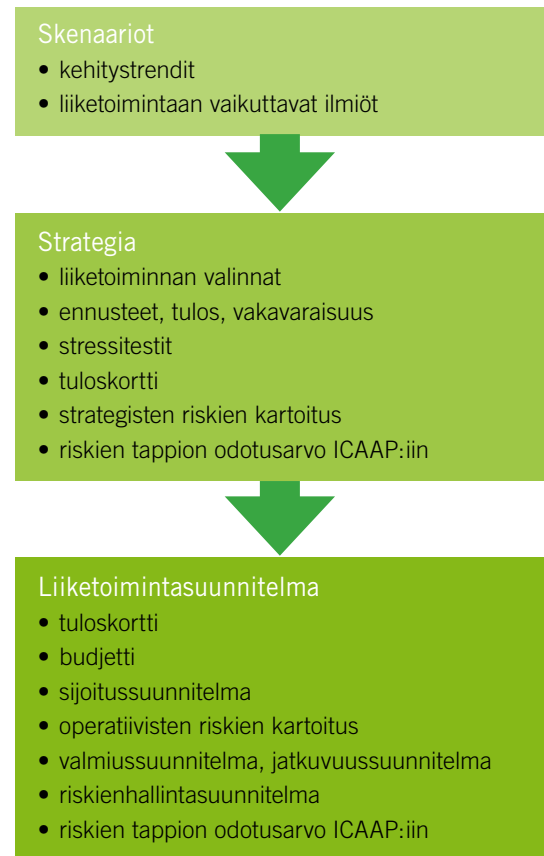 Skenaariot
• kehitystrendit
• liiketoimintaan vaikuttavat ilmiöt
Strategia
• liiketoiminnan valinnat
• ennusteet, tulos, vakavaraisuus
• stressitestit
• tuloskortti
• strategisten riskien kartoitus
• riskien tappion odotusarvo ICAAP:iin
Liiketoimintasuunnitelma
• tuloskortti
• budjetti
• sijoitussuunnitelma
• operatiivisten riskien kartoitus
• valmiussuunnitelma, jatkuvuussuunnitelma
• riskienhallintasuunnitelma
• riskien tappion odotusarvo ICAAP:iin